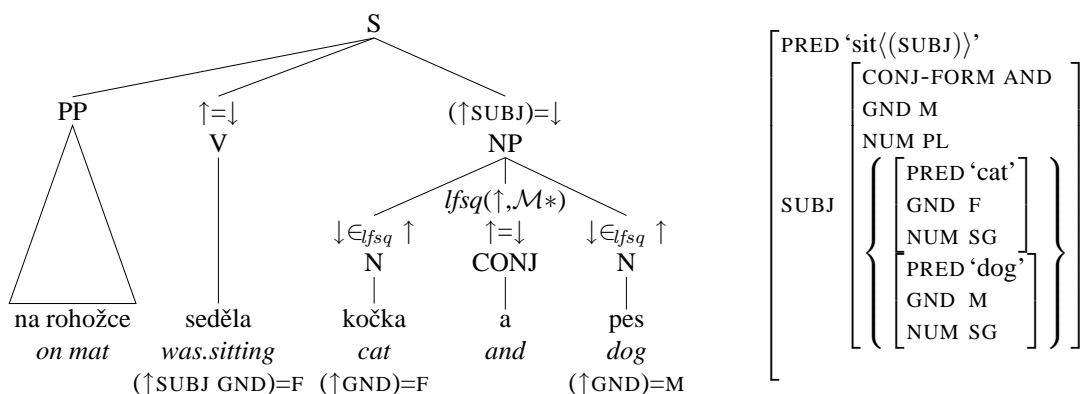 S
PP ↑=↓ (↑SUBJ)=↓
V NP
lfsq(↑,ℳ∗)
↓∈lfsq ↑ ↑=↓ ↓∈lfsq ↑
N CONJ N
na rohožce seděla kočka a pes
on mat was.sitting cat and dog
(↑SUBJ GND)=F (↑GND)=F (↑GND)=M
PRED ‘sit⟨(SUBJ)⟩’
CONJ-FORM AND
GND M
NUM PL
SUBJ
PRED ‘cat’
GND F
NUM SG
PRED ‘dog’
GND M
NUM SG